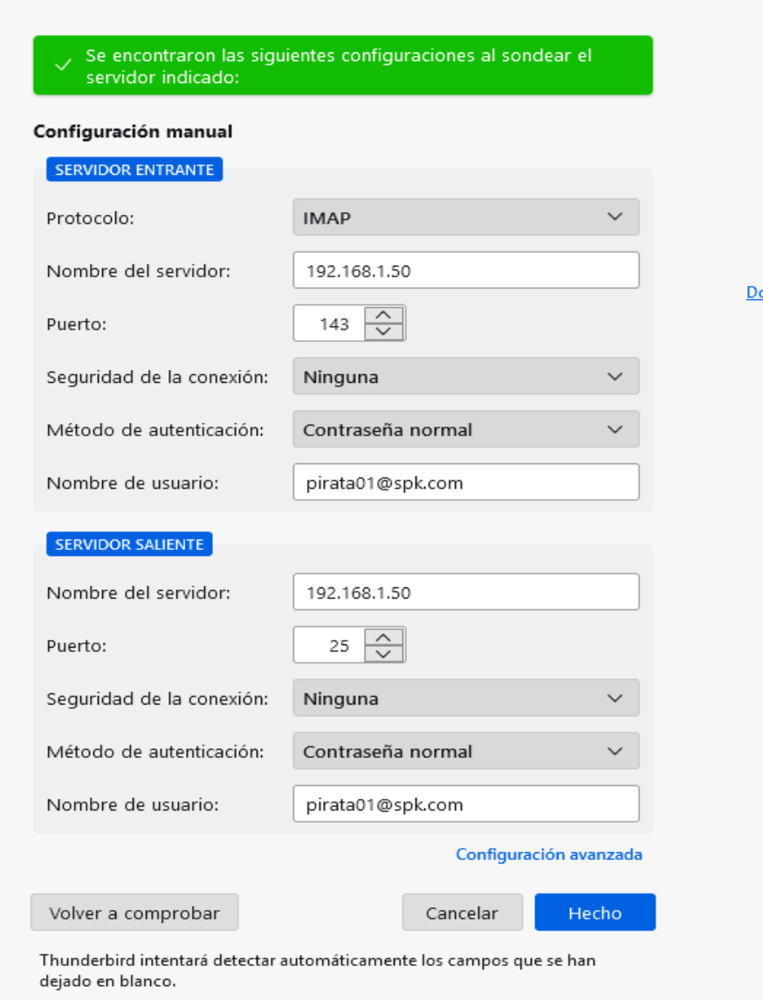 Se encontraron las siguientes configuraciones al sondear el
servidor indicado:
Configuración manual
SERVIDOR ENTRANTE
Protocolo: IMAP
Nombre del servidor: 192.168.1.50
Puerto: 143
Seguridad de la conexión: Ninguna
Método de autenticación: Contraseña normal
Nombre de usuario: pirata01@spk.com
SERVIDOR SALIENTE
Nombre del servidor: 192.168.1.50
Puerto: 25
Seguridad de la conexión: Ninguna
Método de autenticación: Contraseña normal
Nombre de usuario: pirata01@spk.com
Configuración avanzada
Volver a comprobar Cancelar Hecho
Thunderbird intentará detectar automáticamente los campos que se han
dejado en blanco.